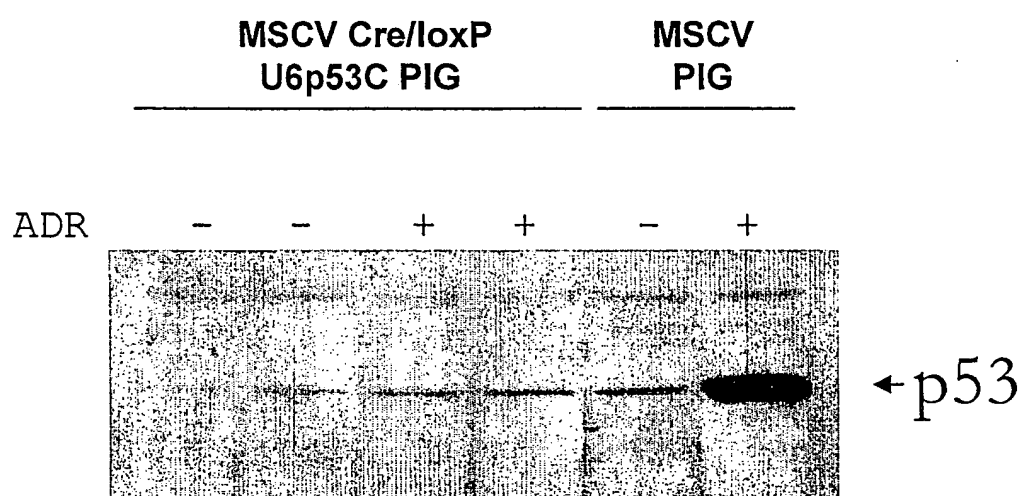 MSCV Cre/loxP MSCV
U6p53C PIG PIG
ADR - - + + - +
←p53